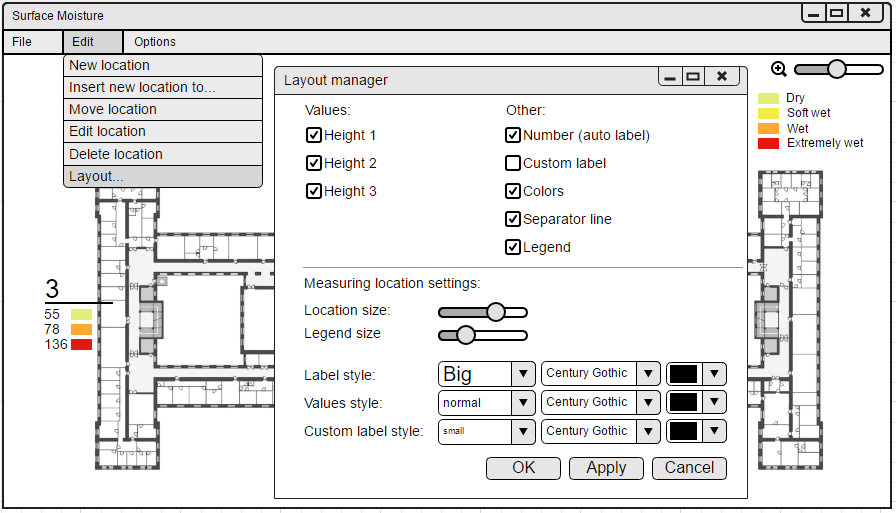 Surface Moisture
File Edit Options
New location
Insert new location to...
Move location
Edit location
Delete location
Layout...
Dry
Soft wet
Wet
Extremely wet
3
55
78
136
Layout manager
Values:
Height 1
Height 2
Height 3
Other:
Number (auto label)
Custom label
Colors
Separator line
Legend
Measuring location settings:
Location size:
Legend size
Label style: Big Century Gothic
Values style: normal Century Gothic
Custom label style: small Century Gothic
OK Apply Cancel